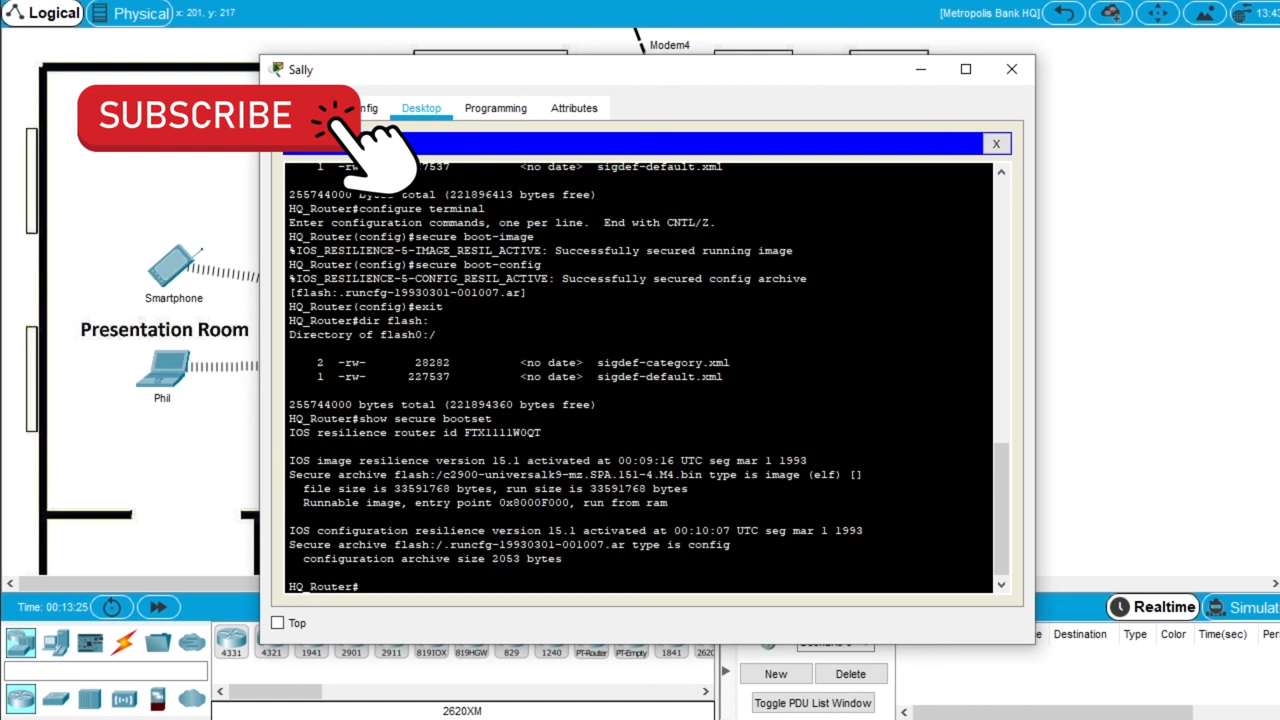 Logical
Physical
x: 201, y: 217
[Metropolis Bank HQ]
Modem4
Sally
SUBSCRIBE
Desktop
Programming
Attributes
X
1 -rw- <no date> sigdef-default.xml
255744000 bytes total (221896413 bytes free)
HQ_Router#configure terminal
Enter configuration commands, one per line. End with CNTL/Z.
HQ_Router(config)#secure boot-image
%IOS_RESILIENCE-5-IMAGE_RESIL_ACTIVE: Successfully secured running image
HQ_Router(config)#secure boot-config
%IOS_RESILIENCE-5-CONFIG_RESIL_ACTIVE: Successfully secured config archive
[flash:.runcfg-19930301-001007.ar]
HQ_Router(config)#exit
HQ_Router#dir flash:
Directory of flash0:/
2 -rw- 28282 <no date> sigdef-category.xml
1 -rw- 227537 <no date> sigdef-default.xml
255744000 bytes total (221894360 bytes free)
HQ_Router#show secure bootset
IOS resilience router id FTX1111W0QT
IOS image resilience version 15.1 activated at 00:09:16 UTC seg mar 1 1993
Secure archive flash:/c2900-universalk9-mz.SPA.151-4.M4.bin type is image (elf) []
file size is 33591768 bytes, run size is 33591768 bytes
Runnable image, entry point 0x8000F000, run from ram
IOS configuration resilience version 15.1 activated at 00:10:07 UTC seg mar 1 1993
Secure archive flash:/.runcfg-19930301-001007.ar type is config
configuration archive size 2053 bytes
HQ_Router#
Top
Smartphone
Presentation Room
Phil
Time: 00:13:25
Realtime
4331
4321
1941
2901
2911
819IOX
819HGW
829
1240
PT-Router
PT-Empty
1841
2620XM
Destination
Type
Color
Time(sec)
New
Delete
Toggle PDU List Window